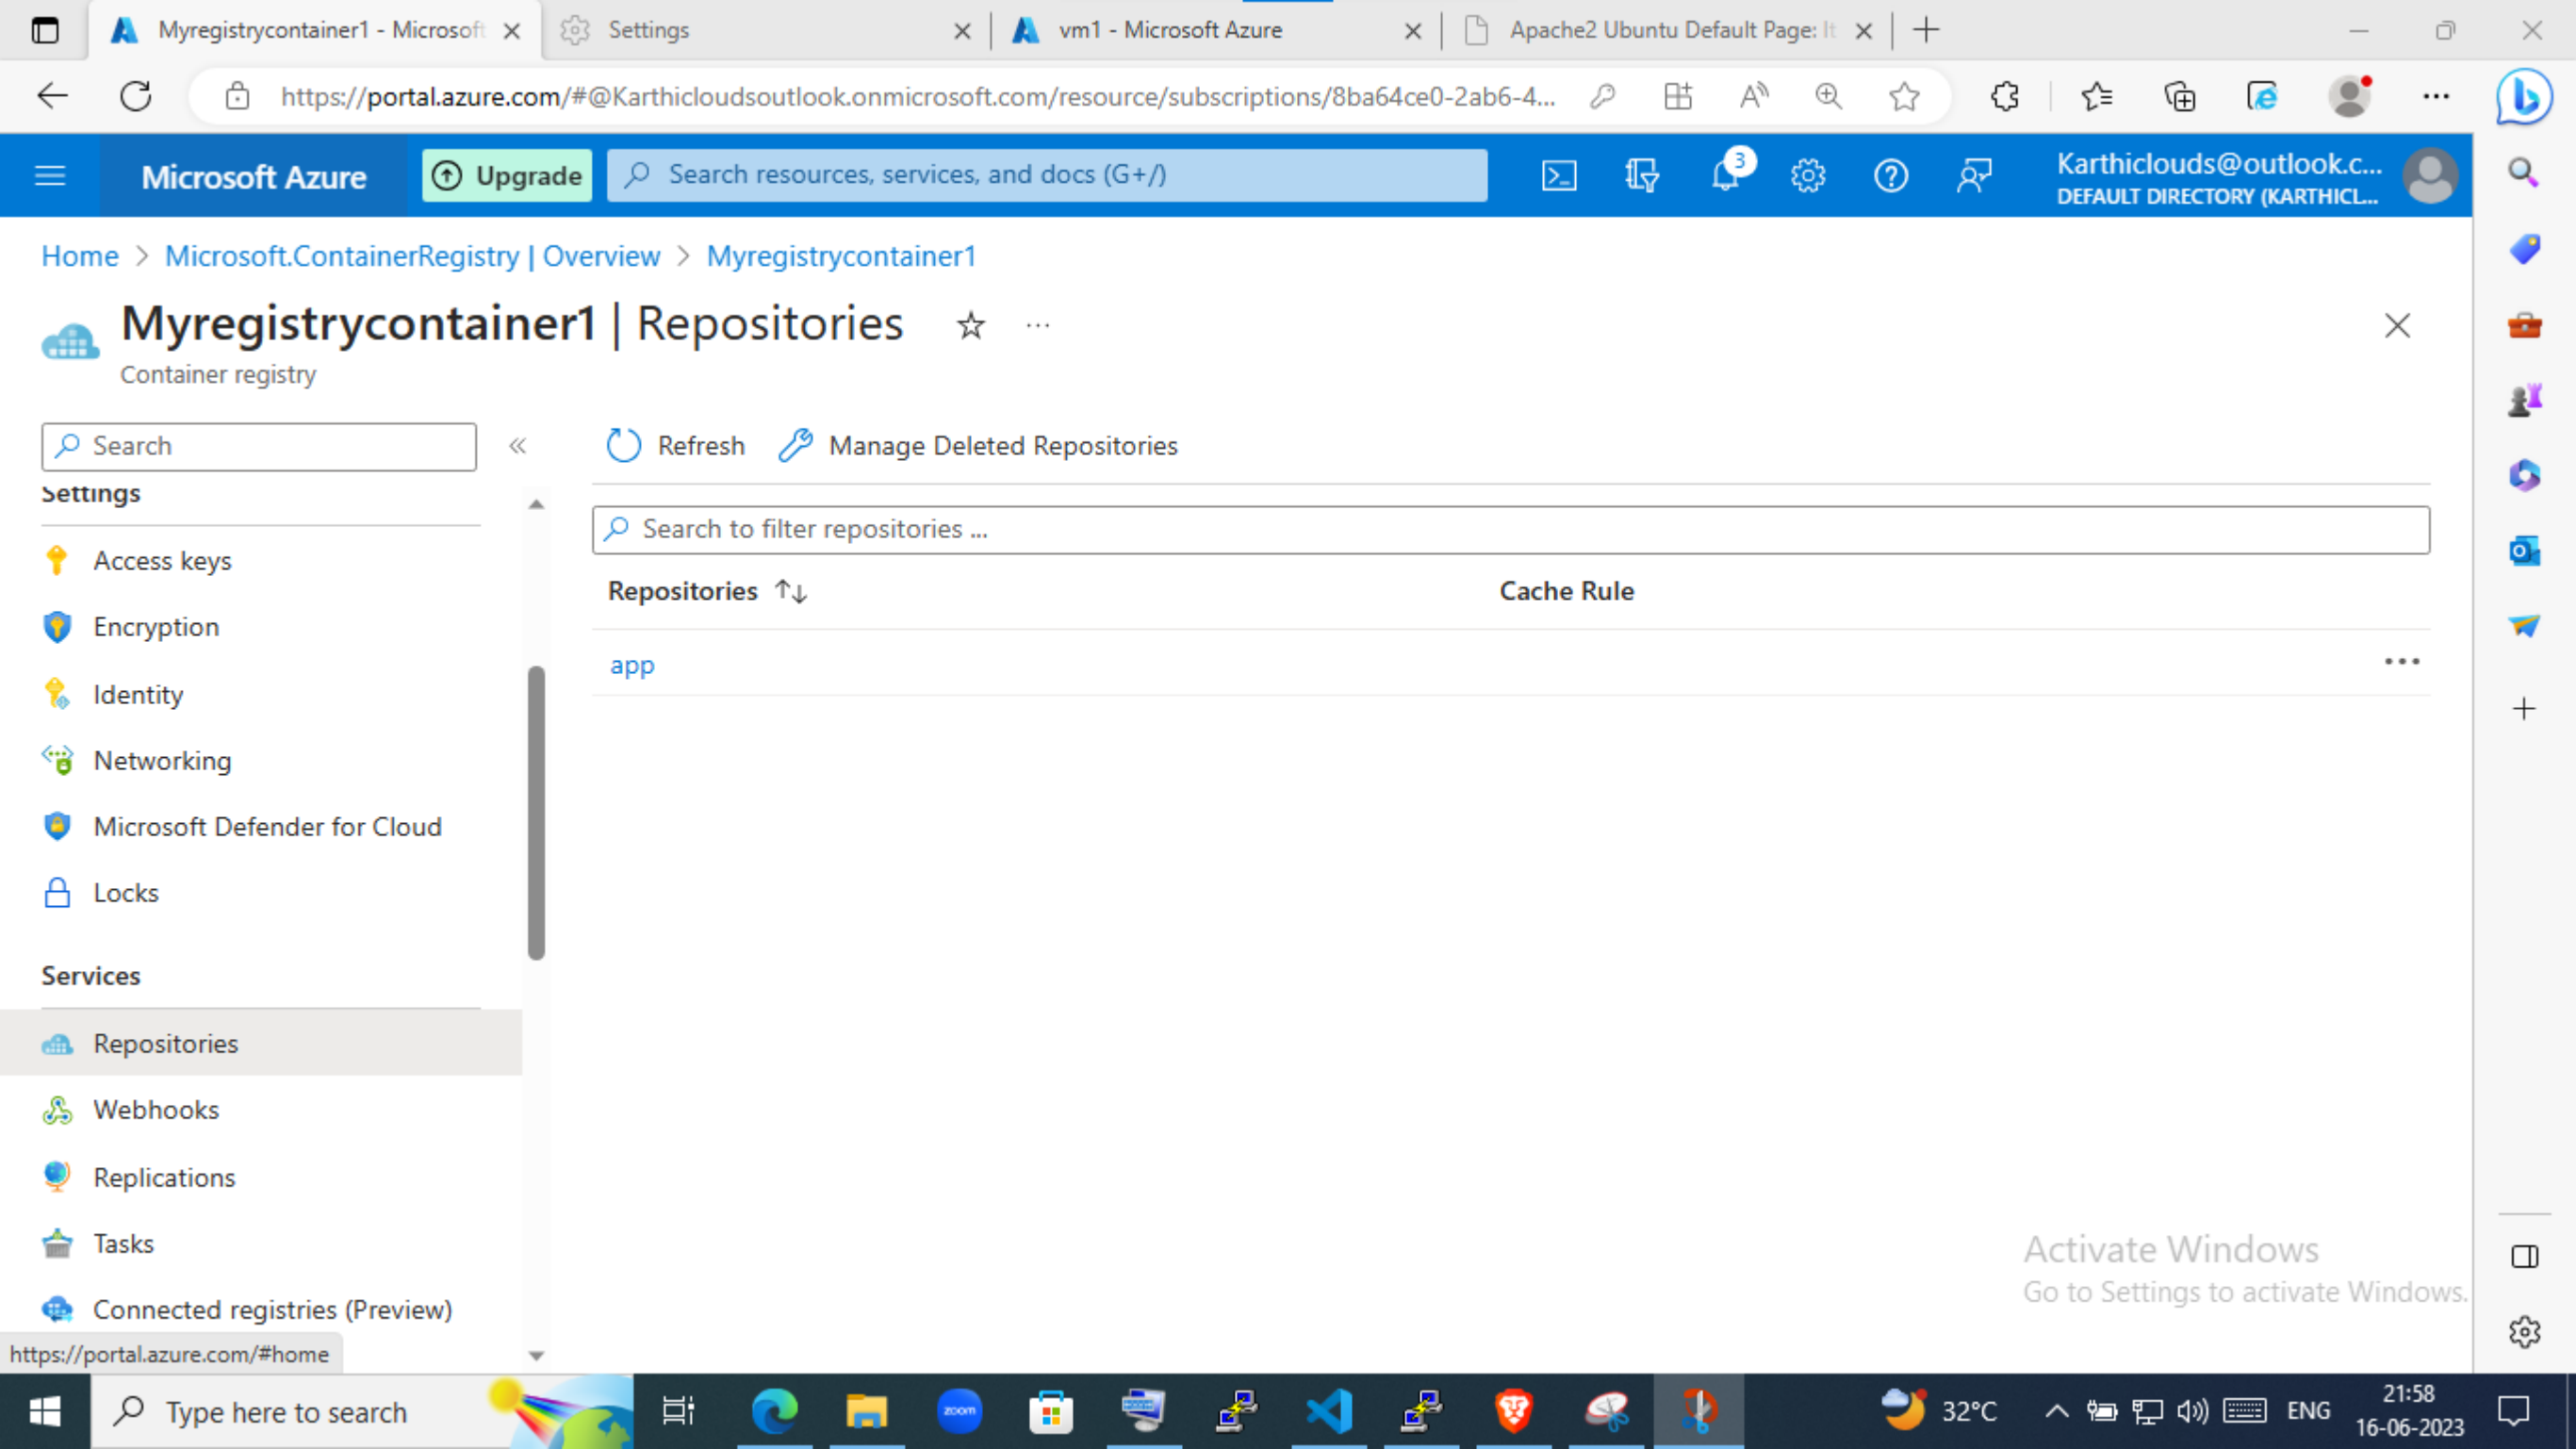 Myregistrycontainer1 - Microsoft
Settings
vm1 - Microsoft Azure
Apache2 Ubuntu Default Page: It
https://portal.azure.com/#@Karthicloudsoutlook.onmicrosoft.com/resource/subscriptions/8ba64ce0-2ab6-4...
Microsoft Azure
Upgrade
Search resources, services, and docs (G+/)
3
Karthiclouds@outlook.c...
DEFAULT DIRECTORY (KARTHICL...
Home > Microsoft.ContainerRegistry | Overview > Myregistrycontainer1
Myregistrycontainer1 | Repositories
Container registry
Search
Refresh
Manage Deleted Repositories
Settings
Access keys
Encryption
Identity
Networking
Microsoft Defender for Cloud
Locks
Services
Repositories
Webhooks
Replications
Tasks
Connected registries (Preview)
Search to filter repositories ...
Repositories
Cache Rule
app
Activate Windows
Go to Settings to activate Windows.
https://portal.azure.com/#home
Type here to search
zoom
32°C
ENG
21:58
16-06-2023